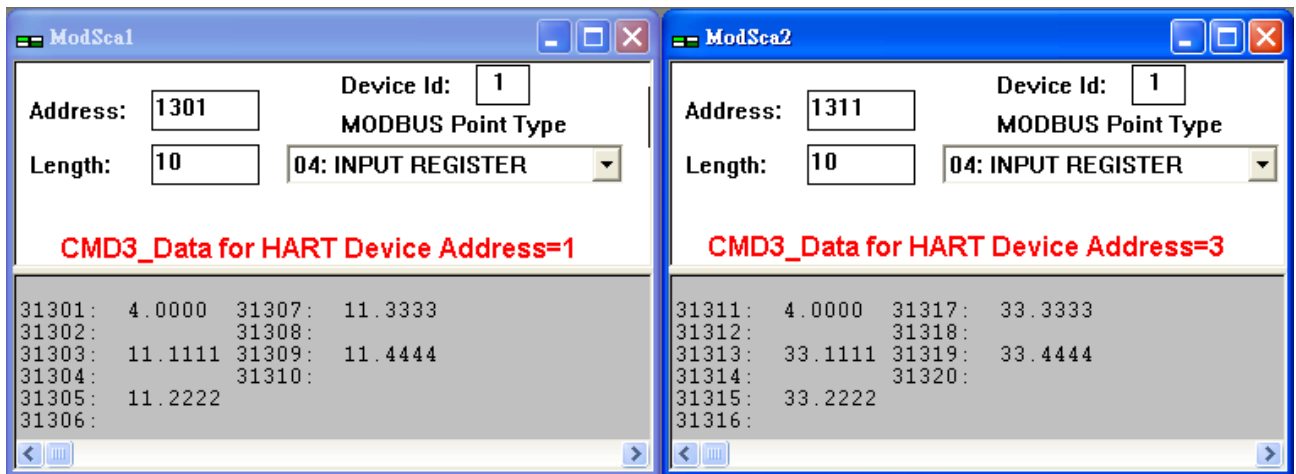 ModSca1
Device Id: 1
Address: 1301
MODBUS Point Type
Length: 10
04: INPUT REGISTER
CMD3_Data for HART Device Address=1
31301: 4.0000 31307: 11.3333
31302: 31308:
31303: 11.1111 31309: 11.4444
31304: 31310:
31305: 11.2222
31306:
ModSca2
Device Id: 1
Address: 1311
MODBUS Point Type
Length: 10
04: INPUT REGISTER
CMD3_Data for HART Device Address=3
31311: 4.0000 31317: 33.3333
31312: 31318:
31313: 33.1111 31319: 33.4444
31314: 31320:
31315: 33.2222
31316: